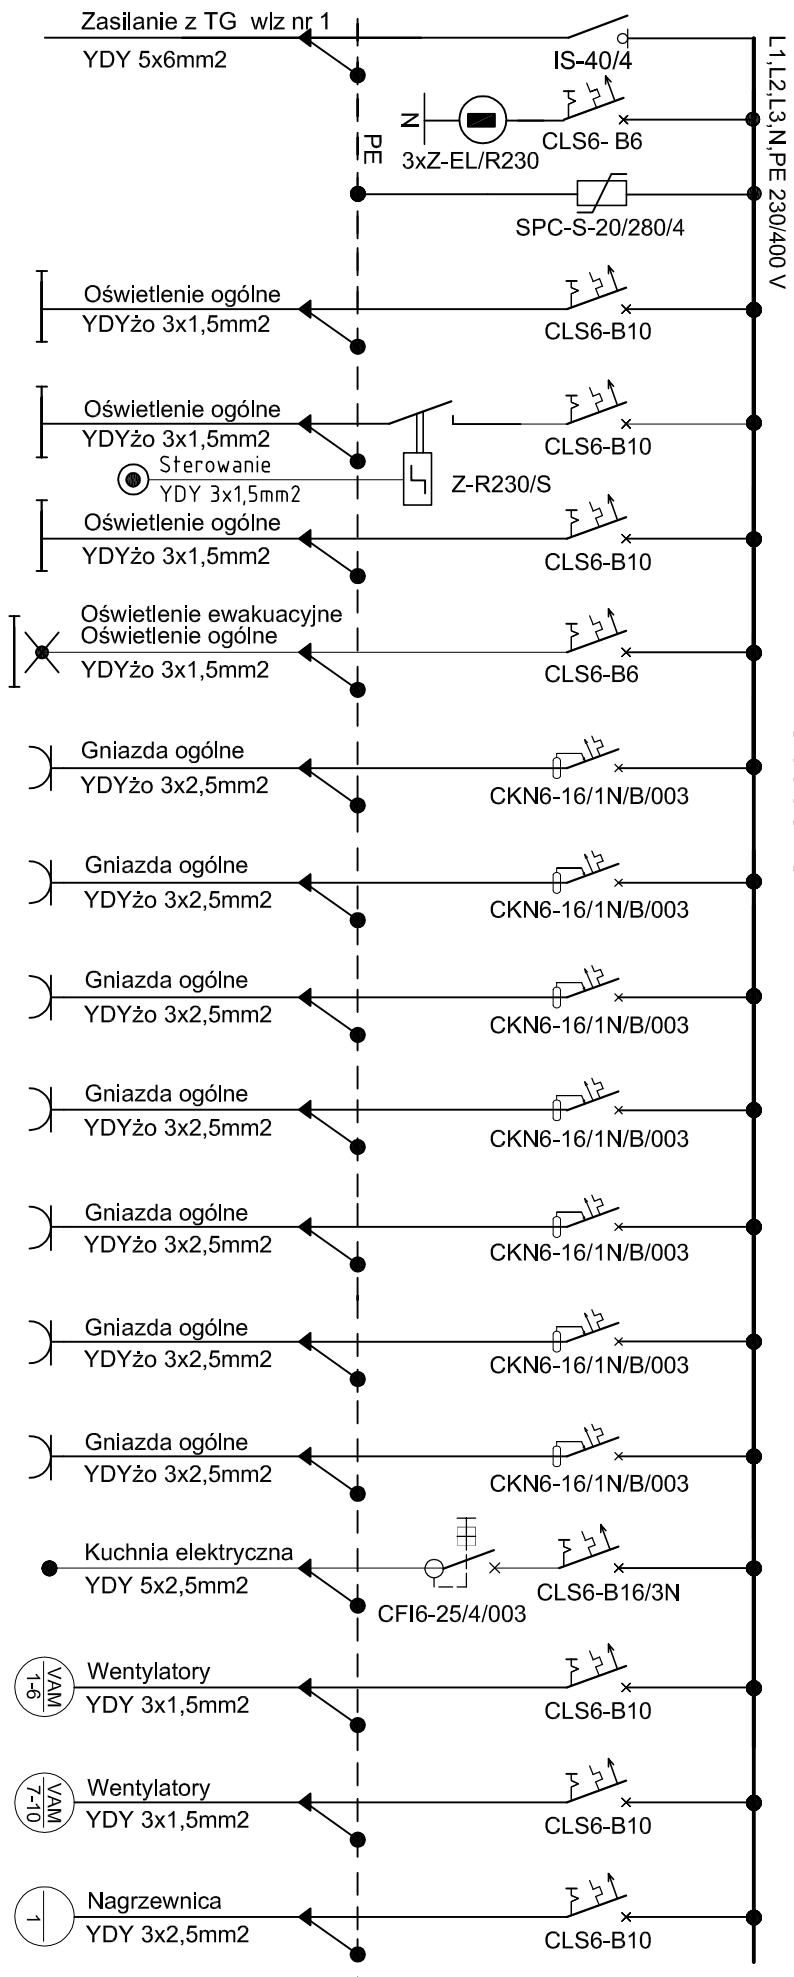 Zasilanie z TG wlz nr 1
YDY 5x6mm2
IS-40/4
L1,L2,L3,N,PE 230/400 V
N
PE
3xZ-EL/R230
CLS6- B6
SPC-S-20/280/4
Oświetlenie ogólne
YDYżo 3x1,5mm2
CLS6-B10
Oświetlenie ogólne
YDYżo 3x1,5mm2
CLS6-B10
Sterowanie
YDY 3x1,5mm2
Z-R230/S
Oświetlenie ogólne
YDYżo 3x1,5mm2
CLS6-B10
Oświetlenie ewakuacyjne
Oświetlenie ogólne
YDYżo 3x1,5mm2
CLS6-B6
Gniazda ogólne
YDYżo 3x2,5mm2
CKN6-16/1N/B/003
Gniazda ogólne
YDYżo 3x2,5mm2
CKN6-16/1N/B/003
Gniazda ogólne
YDYżo 3x2,5mm2
CKN6-16/1N/B/003
Gniazda ogólne
YDYżo 3x2,5mm2
CKN6-16/1N/B/003
Gniazda ogólne
YDYżo 3x2,5mm2
CKN6-16/1N/B/003
Gniazda ogólne
YDYżo 3x2,5mm2
CKN6-16/1N/B/003
Gniazda ogólne
YDYżo 3x2,5mm2
CKN6-16/1N/B/003
Kuchnia elektryczna
YDY 5x2,5mm2
CFI6-25/4/003
CLS6-B16/3N
VAM
1-6
Wentylatory
YDY 3x1,5mm2
CLS6-B10
VAM
7-10
Wentylatory
YDY 3x1,5mm2
CLS6-B10
1
Nagrzewnica
YDY 3x2,5mm2
CLS6-B10